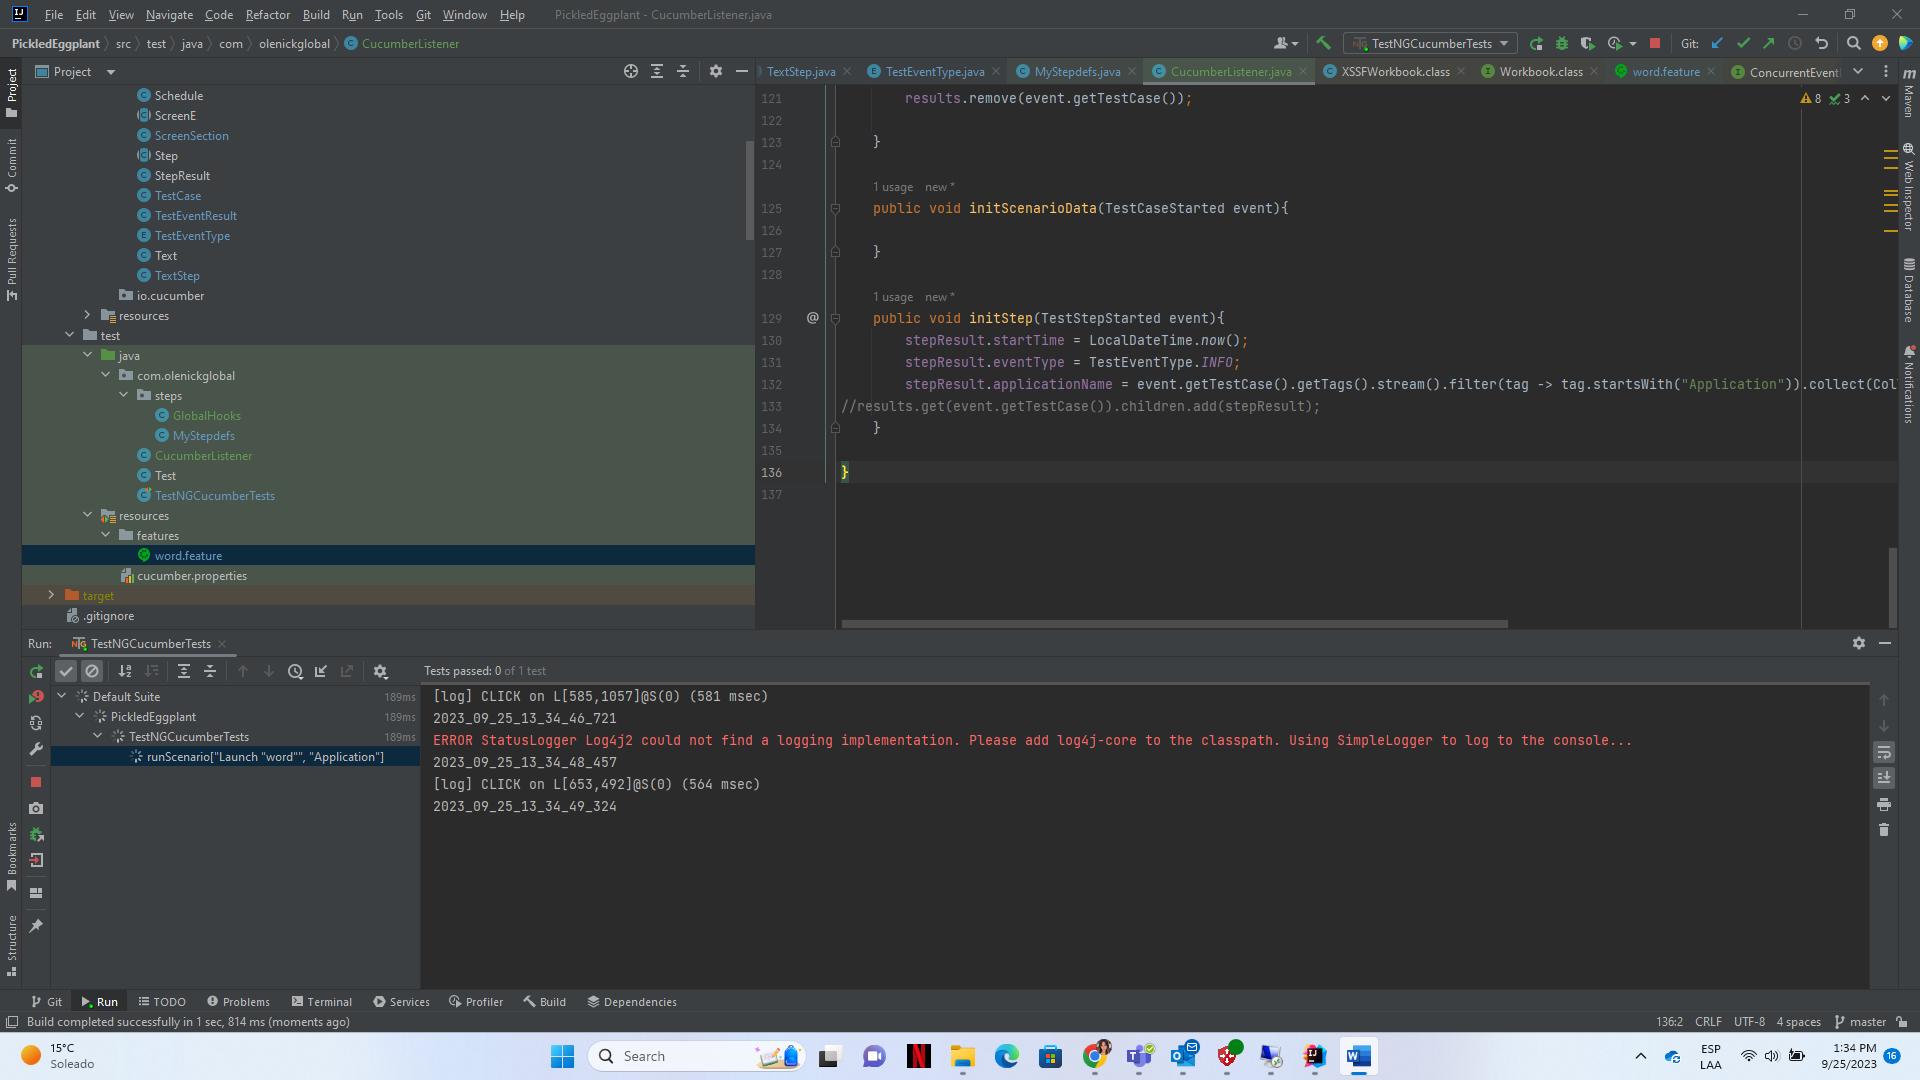 File Edit View Navigate Code Refactor Build Run Tools Git Window Help PickledEggplant - CucumberListener.java
PickledEggplant src test java com olenickglobal CucumberListener TestNGCucumberTests Git:
Project TextStep.java TestEventType.java MyStepdefs.java CucumberListener.java XSSFWorkbook.class Workbook.class word.feature ConcurrentEvent
Project
Commit
Pull Requests
Bookmarks
Structure
Schedule
ScreenE
ScreenSection
Step
StepResult
TestCase
TestEventResult
TestEventType
Text
TextStep
io.cucumber
resources
test
java
com.olenickglobal
steps
GlobalHooks
MyStepdefs
CucumberListener
Test
TestNGCucumberTests
resources
features
word.feature
cucumber.properties
target
.gitignore
8 3
121 results.remove(event.getTestCase());
122
123 }
124
1 usage new *
125 public void initScenarioData(TestCaseStarted event){
126
127 }
128
1 usage new *
129 @ public void initStep(TestStepStarted event){
130 stepResult.startTime = LocalDateTime.now();
131 stepResult.eventType = TestEventType.INFO;
132 stepResult.applicationName = event.getTestCase().getTags().stream().filter(tag -> tag.startsWith("Application")).collect(Col
133 //results.get(event.getTestCase()).children.add(stepResult);
134 }
135
136 }
137
m
Maven
Web Inspector
Database
Notifications
Run: TestNGCucumberTests
Tests passed: 0 of 1 test
Default Suite 189ms
PickledEggplant 189ms
TestNGCucumberTests 189ms
runScenario["Launch "word"", "Application"]
[log] CLICK on L[585,1057]@S(0) (581 msec)
2023_09_25_13_34_46_721
ERROR StatusLogger Log4j2 could not find a logging implementation. Please add log4j-core to the classpath. Using SimpleLogger to log to the console...
2023_09_25_13_34_48_457
[log] CLICK on L[653,492]@S(0) (564 msec)
2023_09_25_13_34_49_324
Git Run TODO Problems Terminal Services Profiler Build Dependencies
Build completed successfully in 1 sec, 814 ms (moments ago) 136:2 CRLF UTF-8 4 spaces master
15°C
Soleado
Search
ESP
LAA
1:34 PM
9/25/2023
16